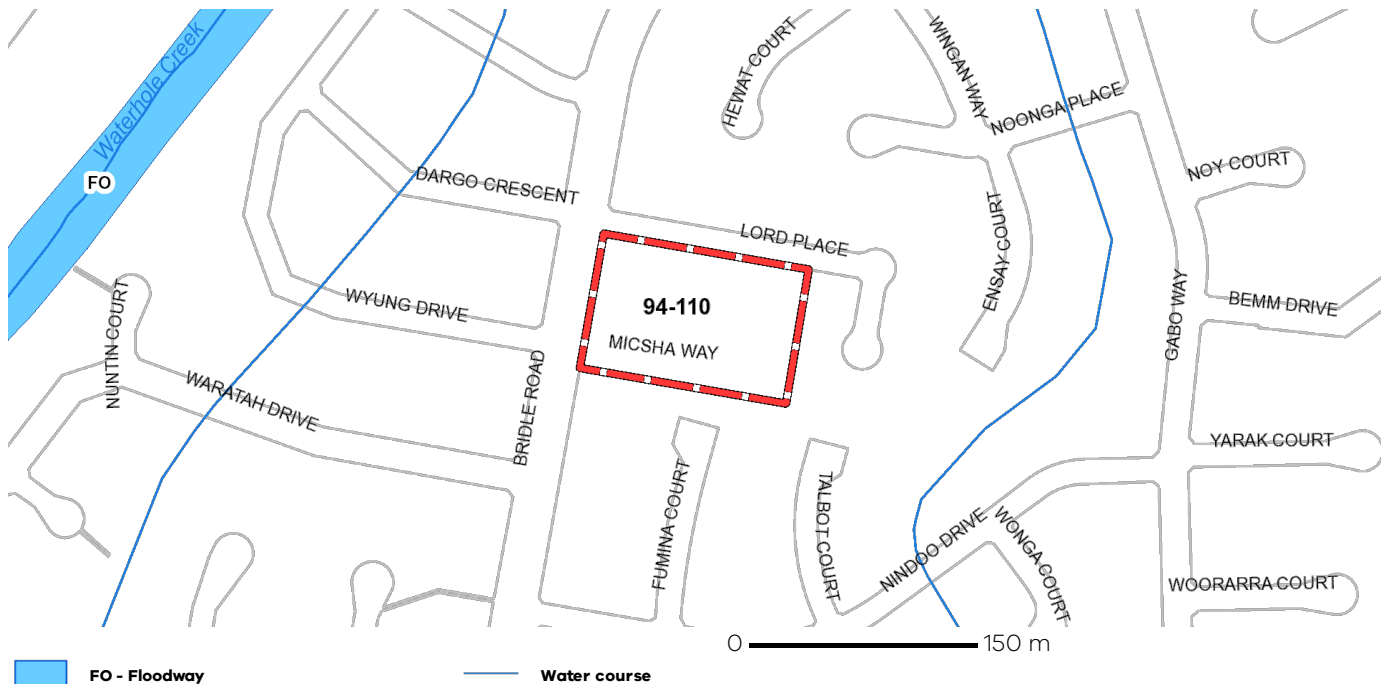 Waterhole Creek
FO
HEWAT COURT
WINGAN WAY
NOONGA PLACE
NOY COURT
DARGO CRESCENT
LORD PLACE
ENSAY COURT
WYUNG DRIVE
94-110
MICSHA WAY
GABO WAY
BEMM DRIVE
NUNTIN COURT
WARATAH DRIVE
BRIDLE ROAD
YARAK COURT
FUMINA COURT
TALBOT COURT
NINDOO DRIVE
WONGA COURT
WOORARRA COURT
0 150 m
FO - Floodway
Water course